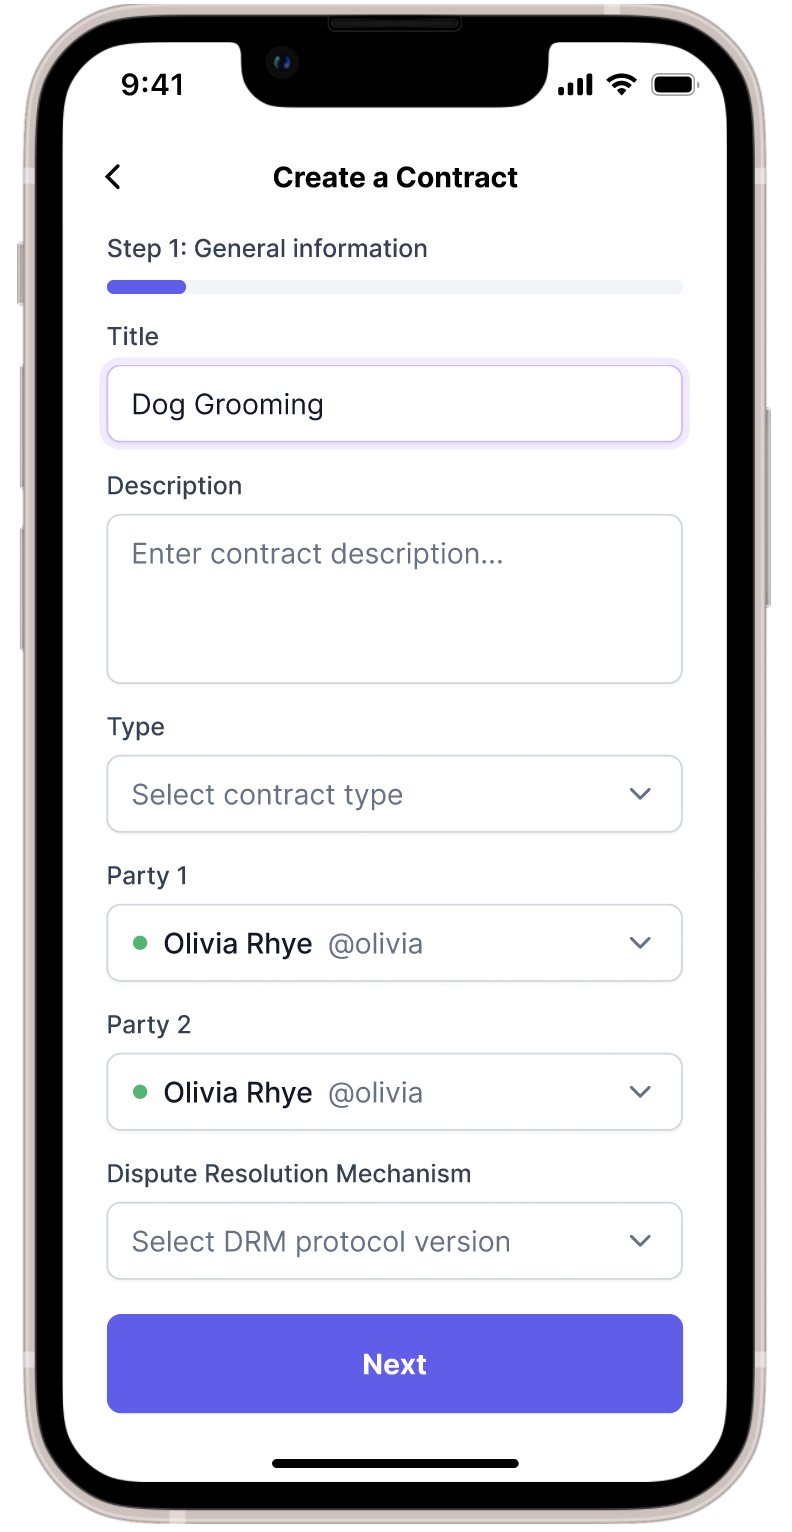 9:41
Create a Contract
Step 1: General information
Title
Dog Grooming
Description
Enter contract description...
Type
Select contract type
Party 1
Olivia Rhye @olivia
Party 2
Olivia Rhye @olivia
Dispute Resolution Mechanism
Select DRM protocol version
Next